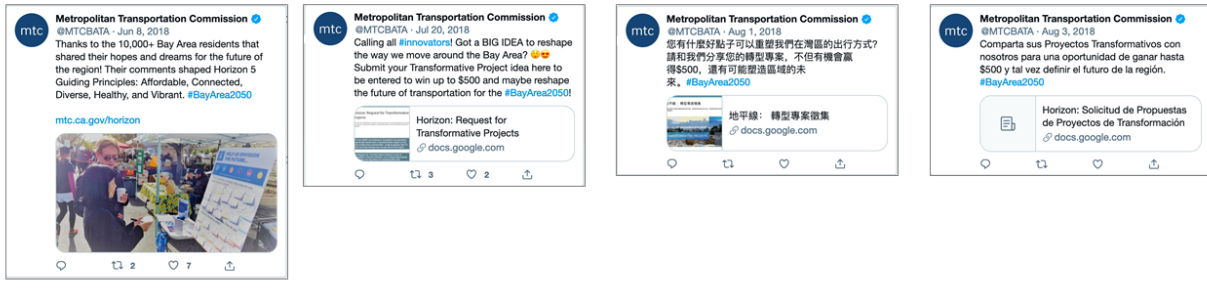 mtc
Metropolitan Transportation Commission
@MTCBATA · Jun 8, 2018
Thanks to the 10,000+ Bay Area residents that
shared their hopes and dreams for the future of
the region! Their comments shaped Horizon 5
Guiding Principles: Affordable, Connected,
Diverse, Healthy, and Vibrant. #BayArea2050
mtc.ca.gov/horizon
2
7
mtc
Metropolitan Transportation Commission
@MTCBATA · Jul 20, 2018
Calling all #innovators! Got a BIG IDEA to reshape
the way we move around the Bay Area? 🤔😍
Submit your Transformative Project idea here to
be entered to win up to $500 and maybe reshape
the future of transportation for the #BayArea2050!
Horizon: Request for
Transformative Projects
docs.google.com
3
2
mtc
Metropolitan Transportation Commission
@MTCBATA · Aug 1, 2018
您有什麼好點子可以重塑我們在灣區的出行方式?
請和我們分享您的轉型專案，不但有機會贏
得$500，還有可能塑造區域的未
來。#BayArea2050
地平線： 轉型專案徵集
docs.google.com
mtc
Metropolitan Transportation Commission
@MTCBATA · Aug 3, 2018
Comparta sus Proyectos Transformativos con
nosotros para una oportunidad de ganar hasta
$500 y tal vez definir el futuro de la región.
#BayArea2050
Horizon: Solicitud de Propuestas
de Proyectos de Transformación
docs.google.com